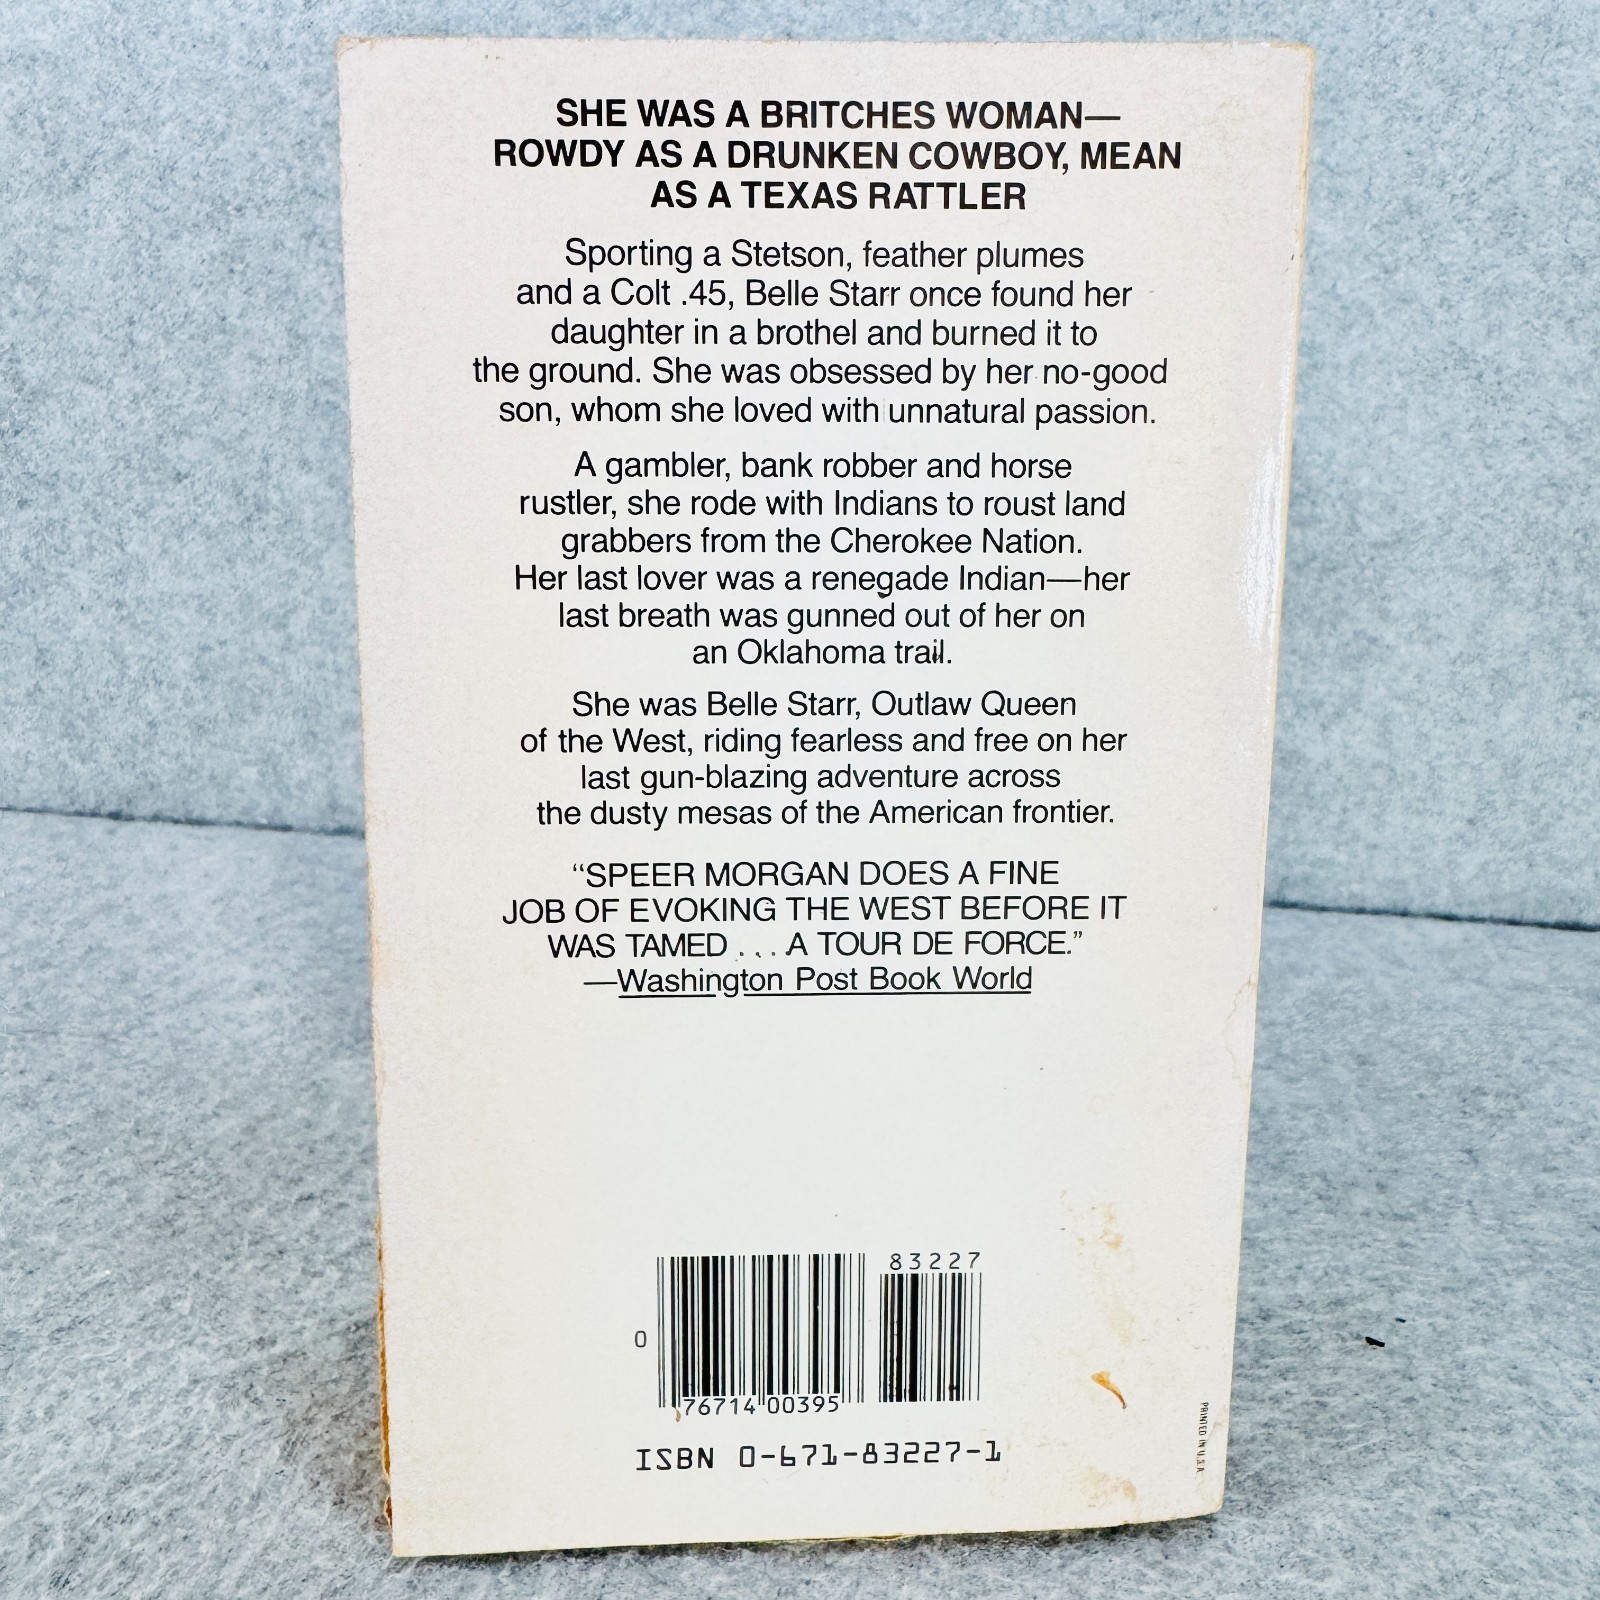 SHE WAS A BRITCHES WOMAN—
ROWDY AS A DRUNKEN COWBOY, MEAN
AS A TEXAS RATTLER
Sporting a Stetson, feather plumes
and a Colt .45, Belle Starr once found her
daughter in a brothel and burned it to
the ground. She was obsessed by her no-good
son, whom she loved with unnatural passion.
A gambler, bank robber and horse
rustler, she rode with Indians to roust land
grabbers from the Cherokee Nation.
Her last lover was a renegade Indian—her
last breath was gunned out of her on
an Oklahoma trail.
She was Belle Starr, Outlaw Queen
of the West, riding fearless and free on her
last gun-blazing adventure across
the dusty mesas of the American frontier.
“SPEER MORGAN DOES A FINE
JOB OF EVOKING THE WEST BEFORE IT
WAS TAMED . . . A TOUR DE FORCE.”
—Washington Post Book World
83227
0
76714 00395
ISBN 0-671-83227-1
PRINTED IN U.S.A.